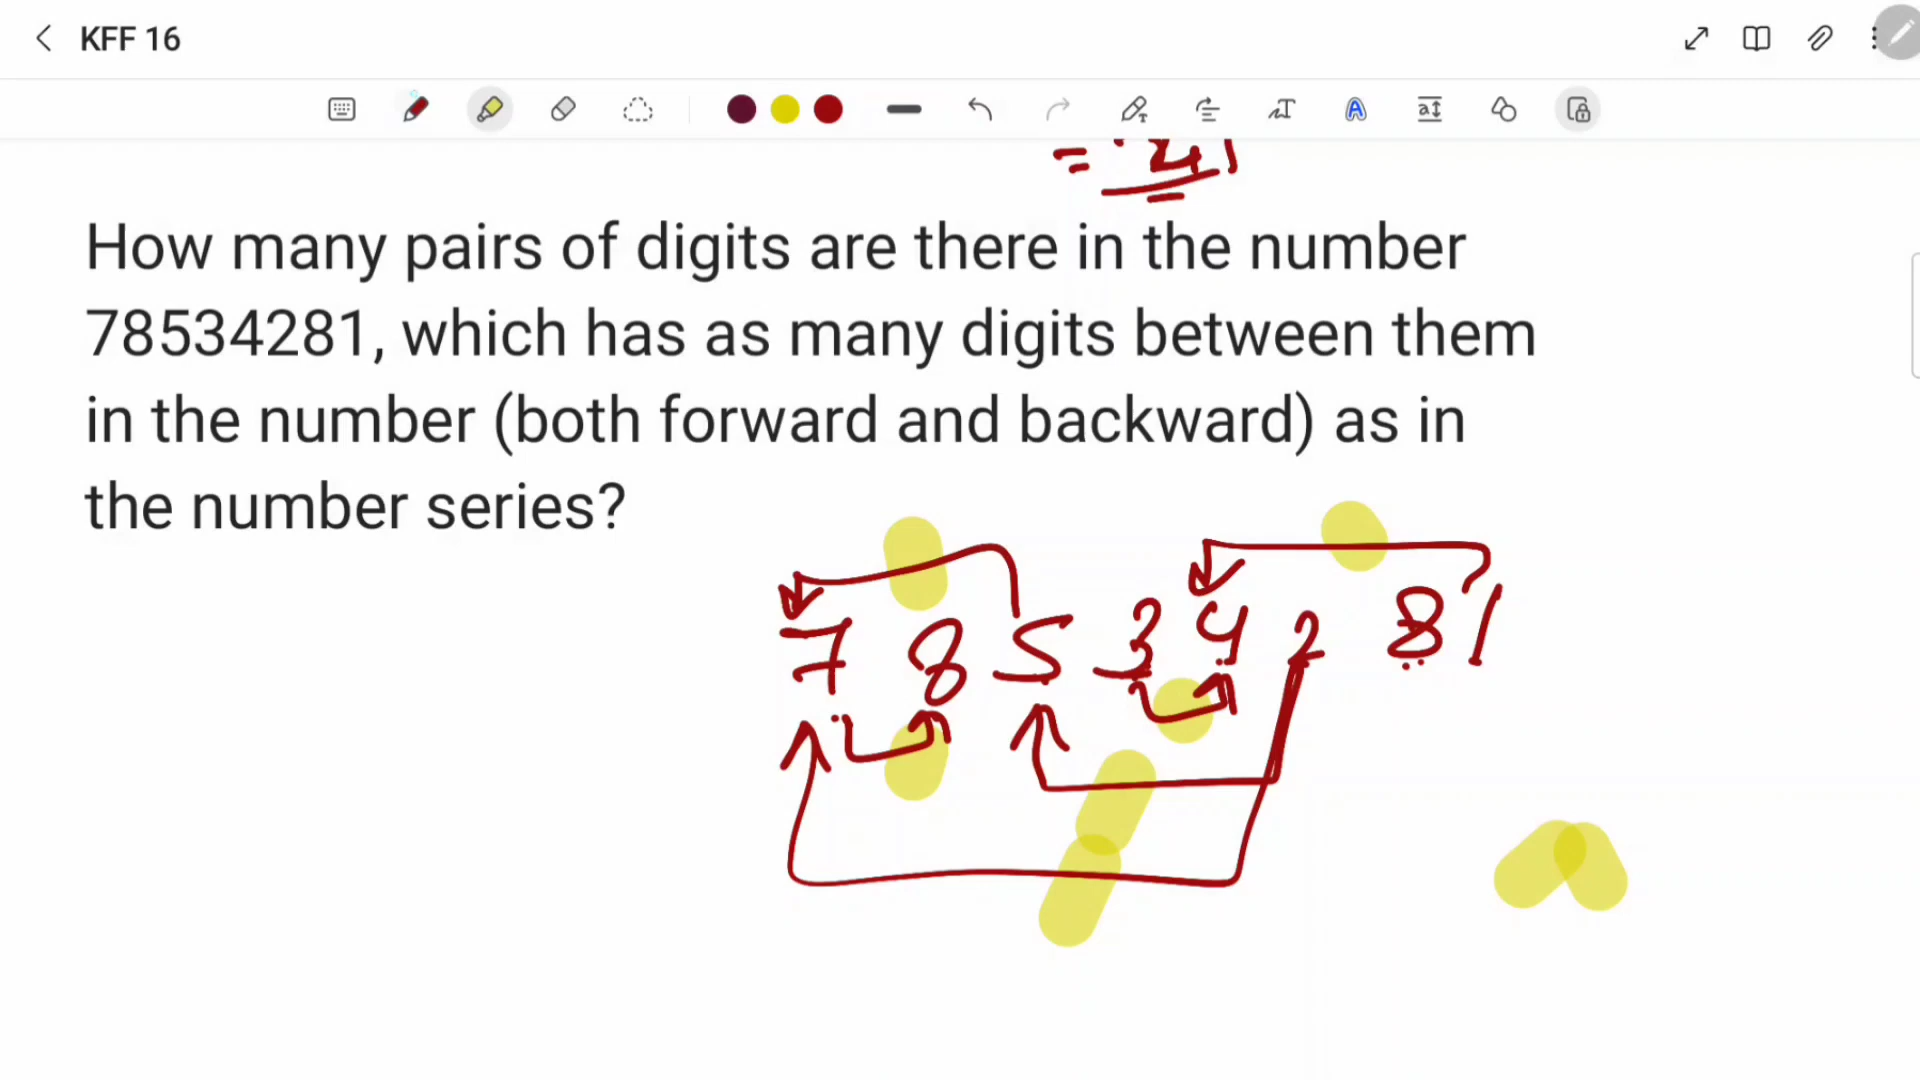 KFF 16
= 24
How many pairs of digits are there in the number
78534281, which has as many digits between them
in the number (both forward and backward) as in
the number series?
7 8 5 3 4 2 8 1